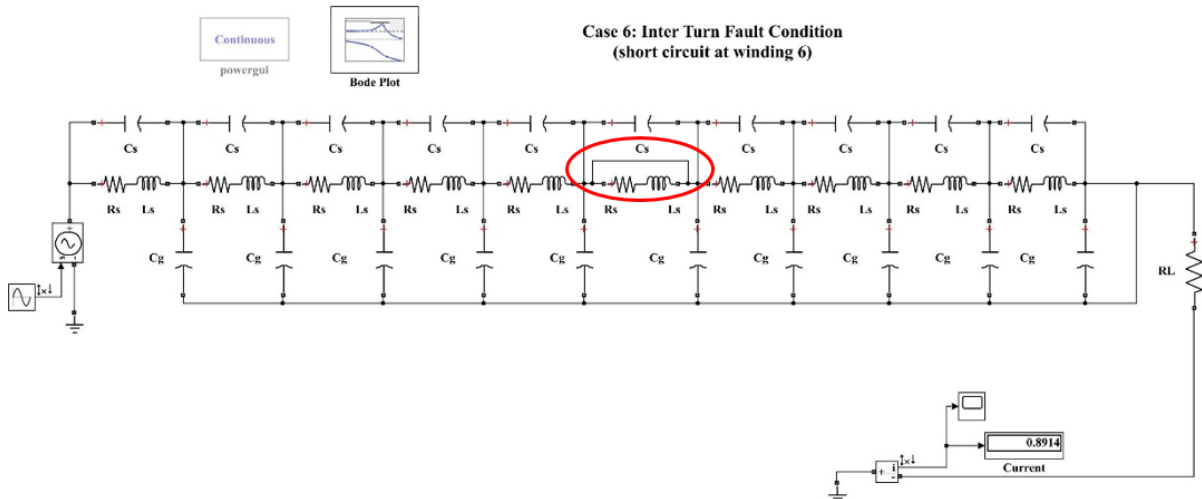 Continuous
powergui
Bode Plot
Case 6: Inter Turn Fault Condition
(short circuit at winding 6)
Cs Cs Cs Cs Cs Cs Cs Cs Cs Cs
Rs Ls Rs Ls Rs Ls Rs Ls Rs Ls Rs Ls Rs Ls Rs Ls Rs Ls Rs Ls
Cg Cg Cg Cg Cg Cg Cg Cg Cg Cg
RL
0.8914
Current